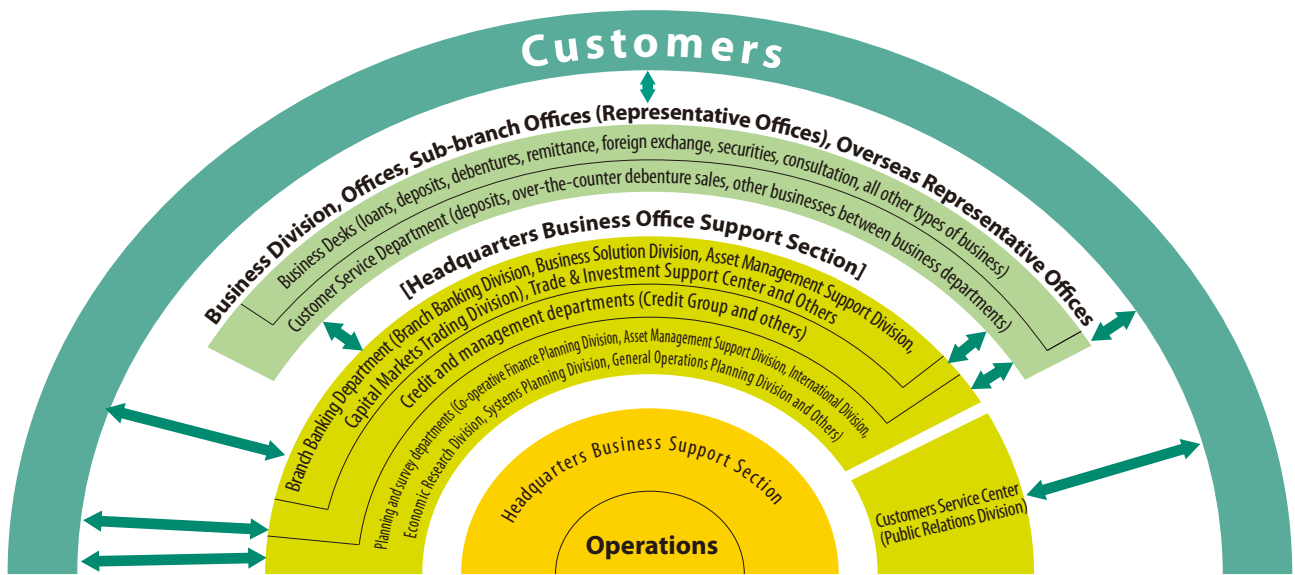 Customers
Business Division, Offices, Sub-branch Offices (Representative Offices), Overseas Representative Offices
Business Desks (loans, deposits, debentures, remittance, foreign exchange, securities, consultation, all other types of business)
Customer Service Department (deposits, over-the-counter debenture sales, other businesses between business departments)
[Headquarters Business Office Support Section]
Branch Banking Department (Branch Banking Division, Business Solution Division, Asset Management Support Division,
Capital Markets Trading Division), Trade & Investment Support Center and Others
Credit and management departments (Credit Group and others)
Planning and survey departments (Co-operative Finance Planning Division, Asset Management Support Division, International Division,
Economic Research Division, Systems Planning Division, General Operations Planning Division and Others)
Customers Service Center
(Public Relations Division)
Headquarters Business Support Section
Operations